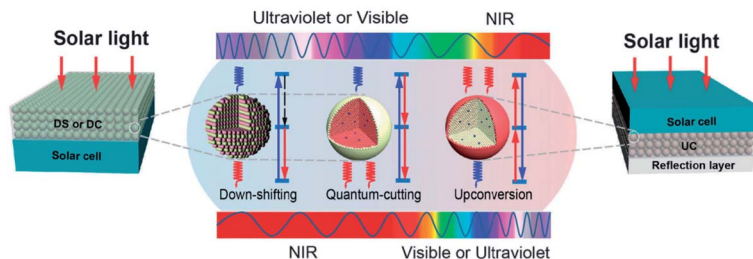 Ultraviolet or Visible
NIR
Solar light
DS or DC
Solar cell
Down-shifting
Quantum-cutting
Upconversion
Solar light
Solar cell
UC
Reflection layer
NIR
Visible or Ultraviolet